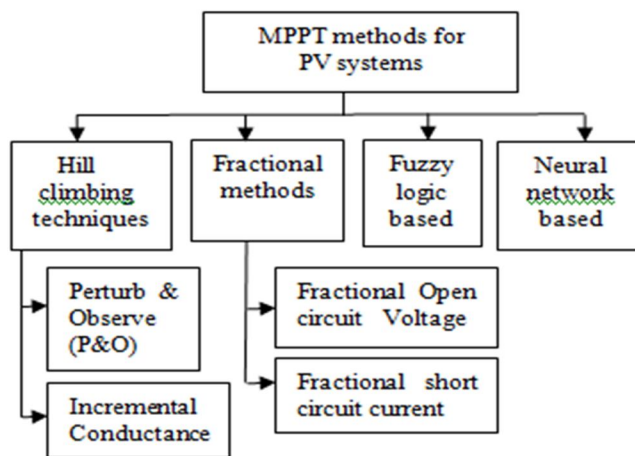 MPPT methods for
PV systems
Hill
climbing
techniques
Fractional
methods
Fuzzy
logic
based
Neural
network
based
Perturb &
Observe
(P&O)
Fractional Open
circuit Voltage
Incremental
Conductance
Fractional short
circuit current